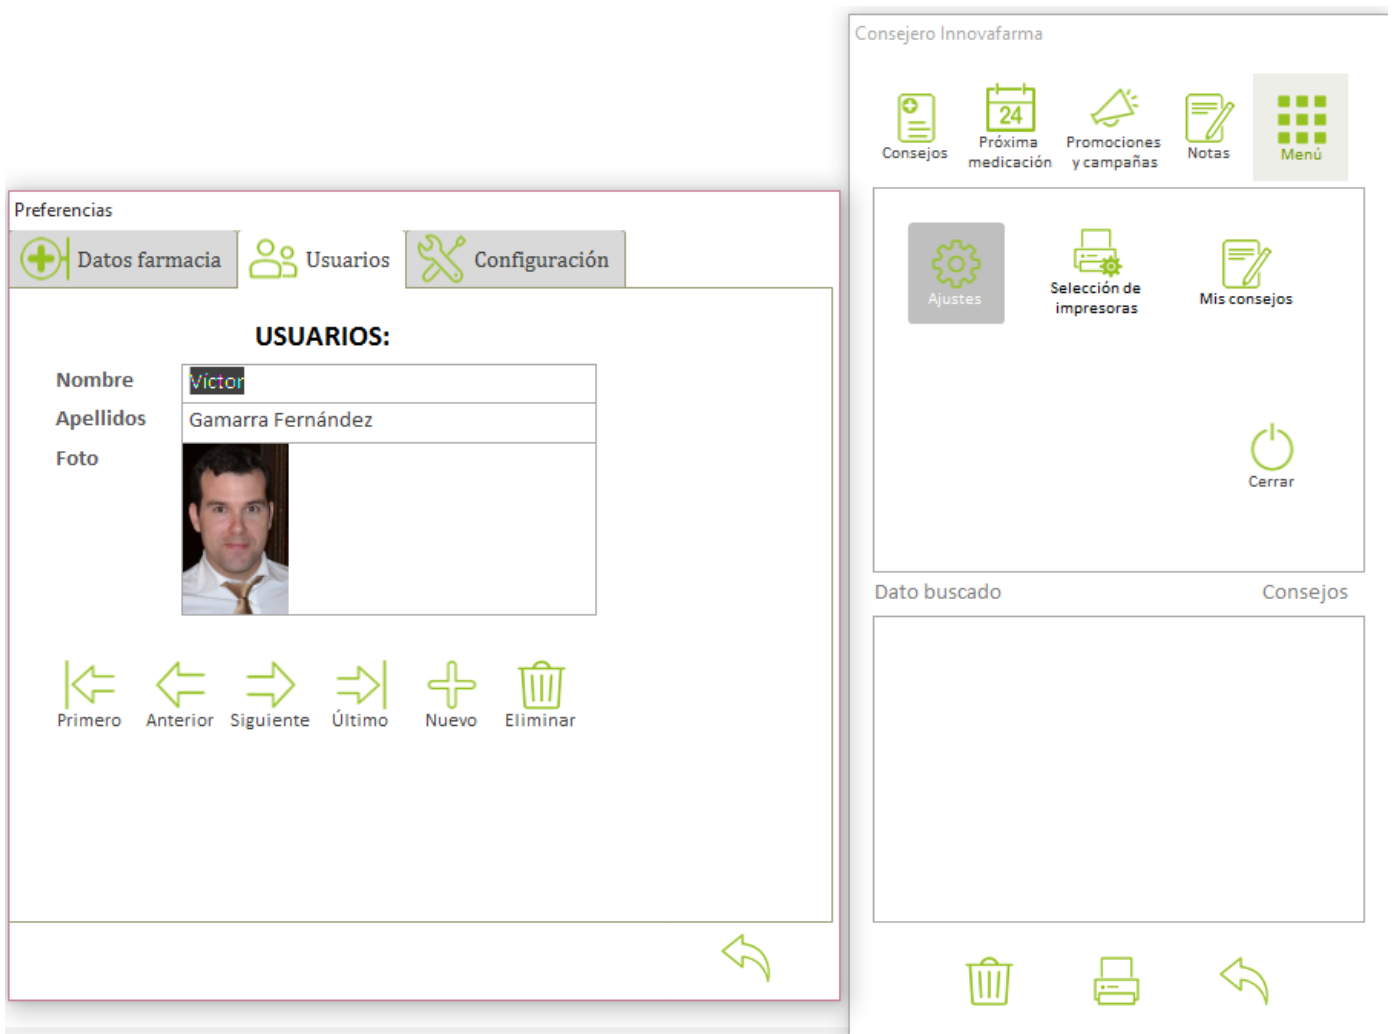 Consejero Innovafarma
Consejos
Próxima
medicación
Promociones
y campañas
Notas
Menú
Preferencias
Datos farmacia
Usuarios
Configuración
USUARIOS:
Nombre
Víctor
Apellidos
Gamarra Fernández
Foto
Primero
Anterior
Siguiente
Último
Nuevo
Eliminar
Ajustes
Selección de
impresoras
Mis consejos
Cerrar
Dato buscado
Consejos
24